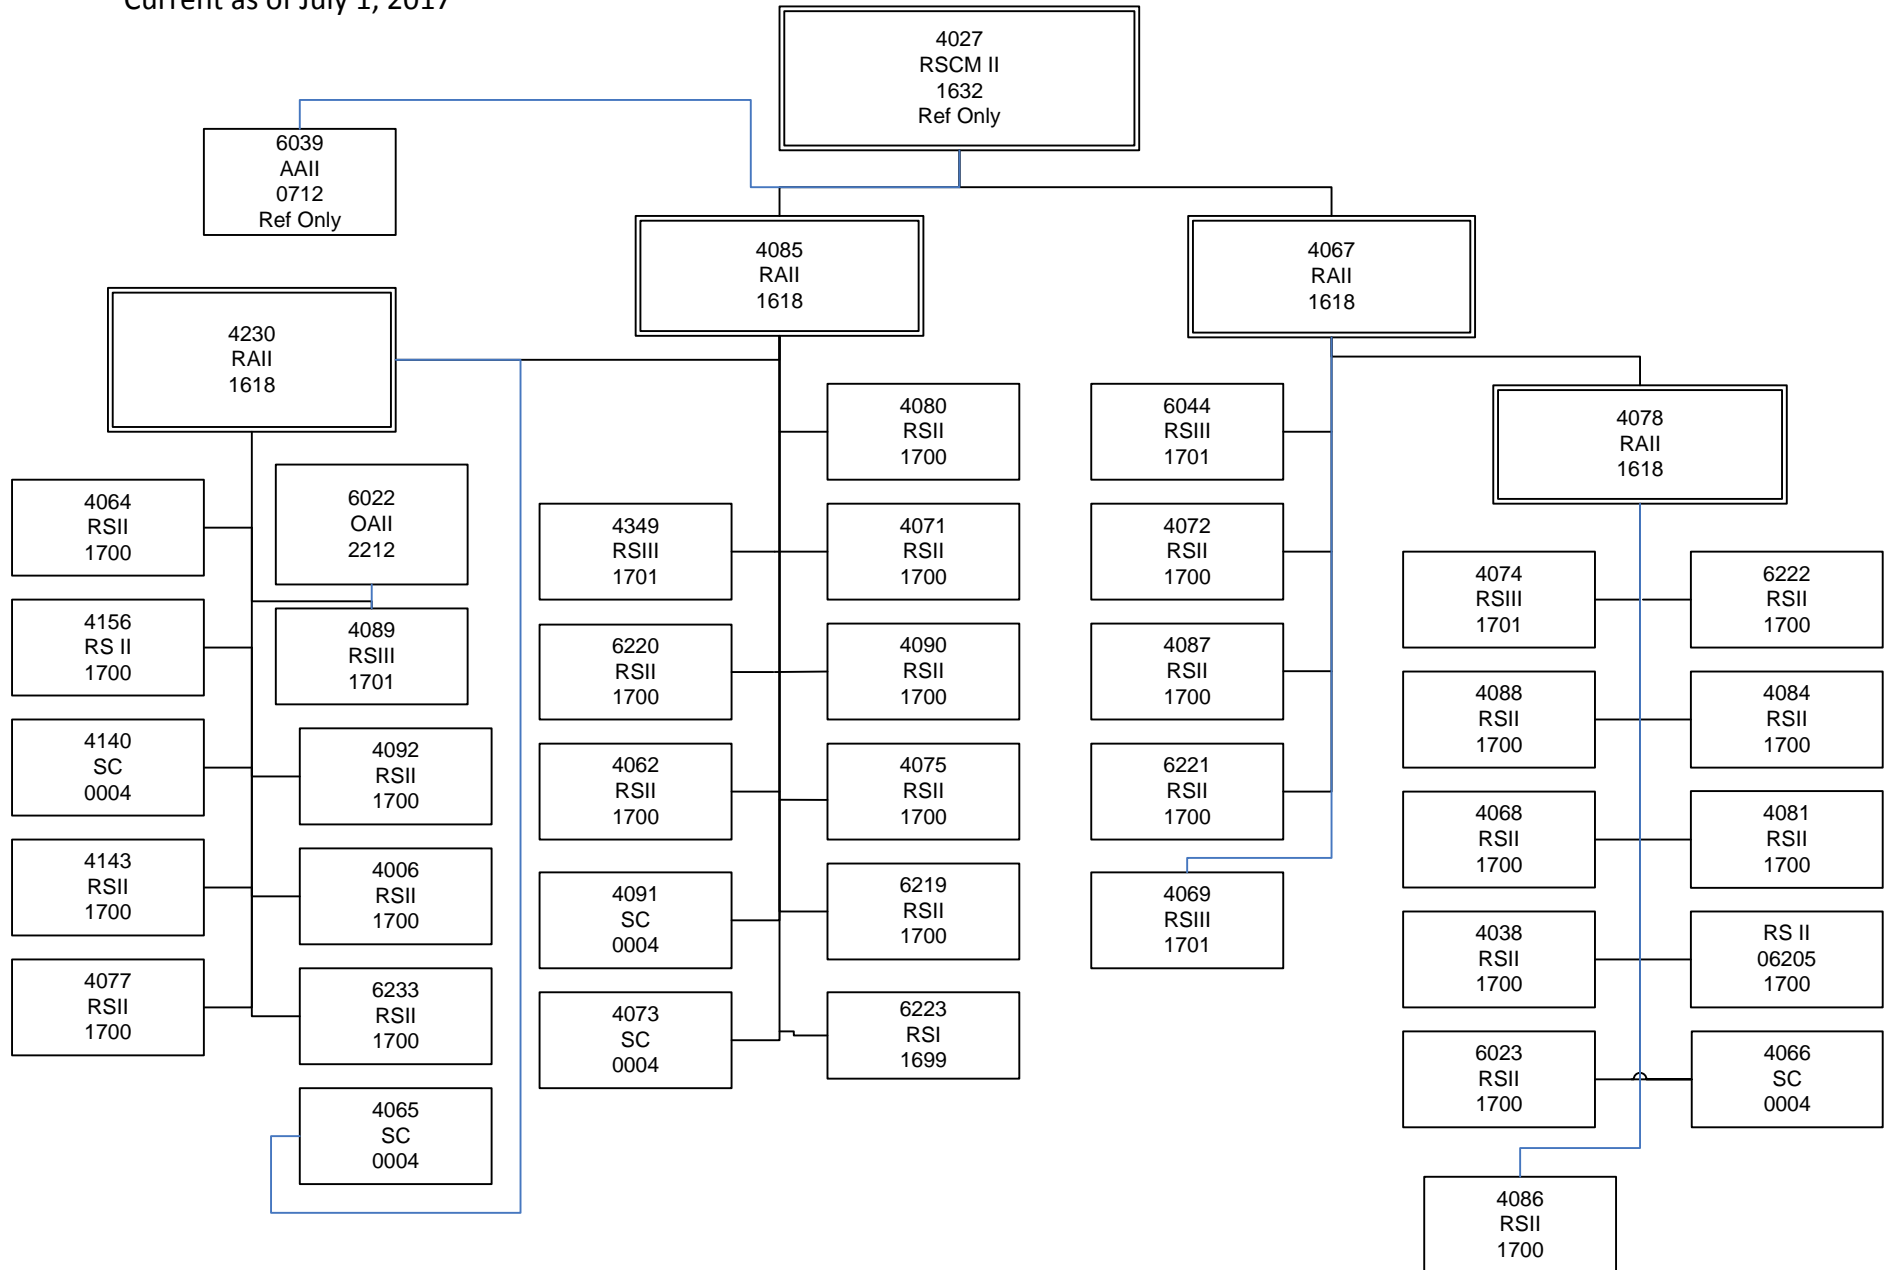 Current as of July 1, 2017
4027
RSCM II
1632
Ref Only
6039
AAII
0712
Ref Only
4085
RAII
1618
4067
RAII
1618
4230
RAII
1618
4078
RAII
1618
4064
RSII
1700
6022
OAII
2212
4156
RS II
1700
4089
RSIII
1701
4140
SC
0004
4092
RSII
1700
4143
RSII
1700
4006
RSII
1700
4077
RSII
1700
6233
RSII
1700
4065
SC
0004
4080
RSII
1700
4349
RSIII
1701
4071
RSII
1700
6220
RSII
1700
4090
RSII
1700
4062
RSII
1700
4075
RSII
1700
4091
SC
0004
6219
RSII
1700
4073
SC
0004
6223
RSI
1699
6044
RSIII
1701
4072
RSII
1700
4087
RSII
1700
6221
RSII
1700
4069
RSIII
1701
4074
RSIII
1701
6222
RSII
1700
4088
RSII
1700
4084
RSII
1700
4068
RSII
1700
4081
RSII
1700
4038
RSII
1700
RS II
06205
1700
6023
RSII
1700
4066
SC
0004
4086
RSII
1700